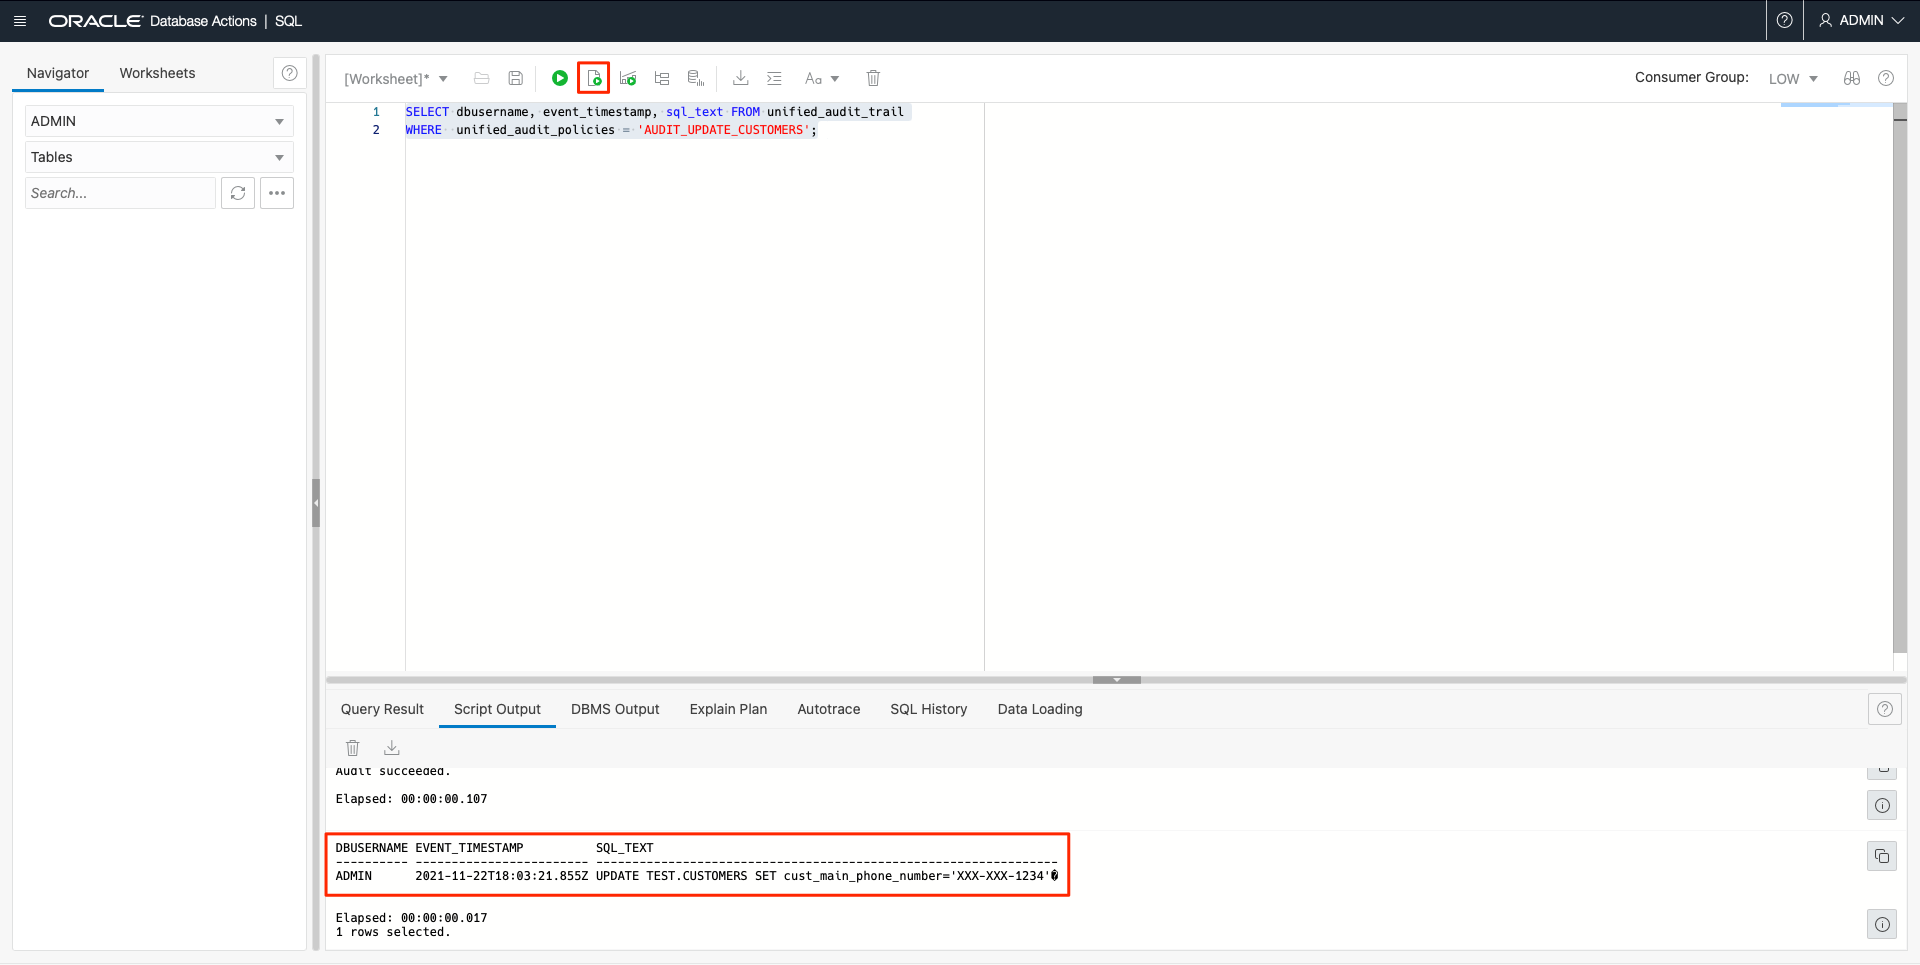 ORACLE Database Actions | SQL
ADMIN
Navigator
Worksheets
ADMIN
Tables
Search...
[Worksheet]*
Aa
Consumer Group: LOW
1 SELECT dbusername, event_timestamp, sql_text FROM unified_audit_trail
2 WHERE  unified_audit_policies = 'AUDIT_UPDATE_CUSTOMERS';
Query Result
Script Output
DBMS Output
Explain Plan
Autotrace
SQL History
Data Loading
Audit succeeded.
Elapsed: 00:00:00.107
DBUSERNAME EVENT_TIMESTAMP          SQL_TEXT
---------- ------------------------ ----------------------------------------------------------------
ADMIN      2021-11-22T18:03:21.855Z UPDATE TEST.CUSTOMERS SET cust_main_phone_number='XXX-XXX-1234'�
Elapsed: 00:00:00.017
1 rows selected.